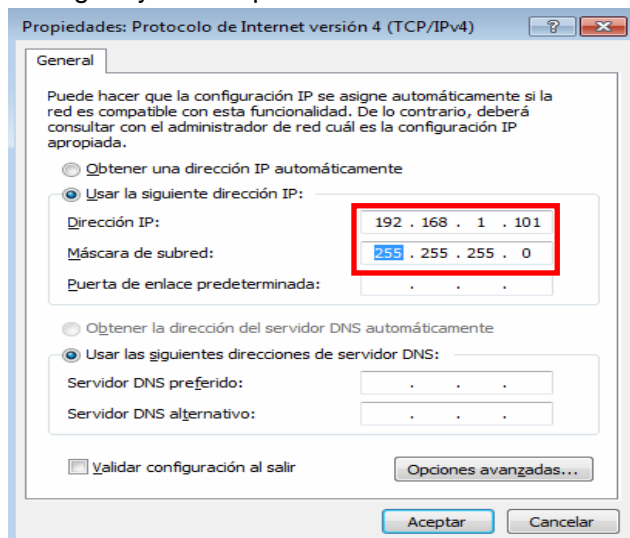 Propiedades: Protocolo de Internet versión 4 (TCP/IPv4)
General
Puede hacer que la configuración IP se asigne automáticamente si la
red es compatible con esta funcionalidad. De lo contrario, deberá
consultar con el administrador de red cuál es la configuración IP
apropiada.
Obtener una dirección IP automáticamente
Usar la siguiente dirección IP:
Dirección IP: 192 . 168 . 1 . 101
Máscara de subred: 255 . 255 . 255 . 0
Puerta de enlace predeterminada: . . .
Obtener la dirección del servidor DNS automáticamente
Usar las siguientes direcciones de servidor DNS:
Servidor DNS preferido: . . .
Servidor DNS alternativo: . . .
Validar configuración al salir
Opciones avanzadas...
Aceptar Cancelar